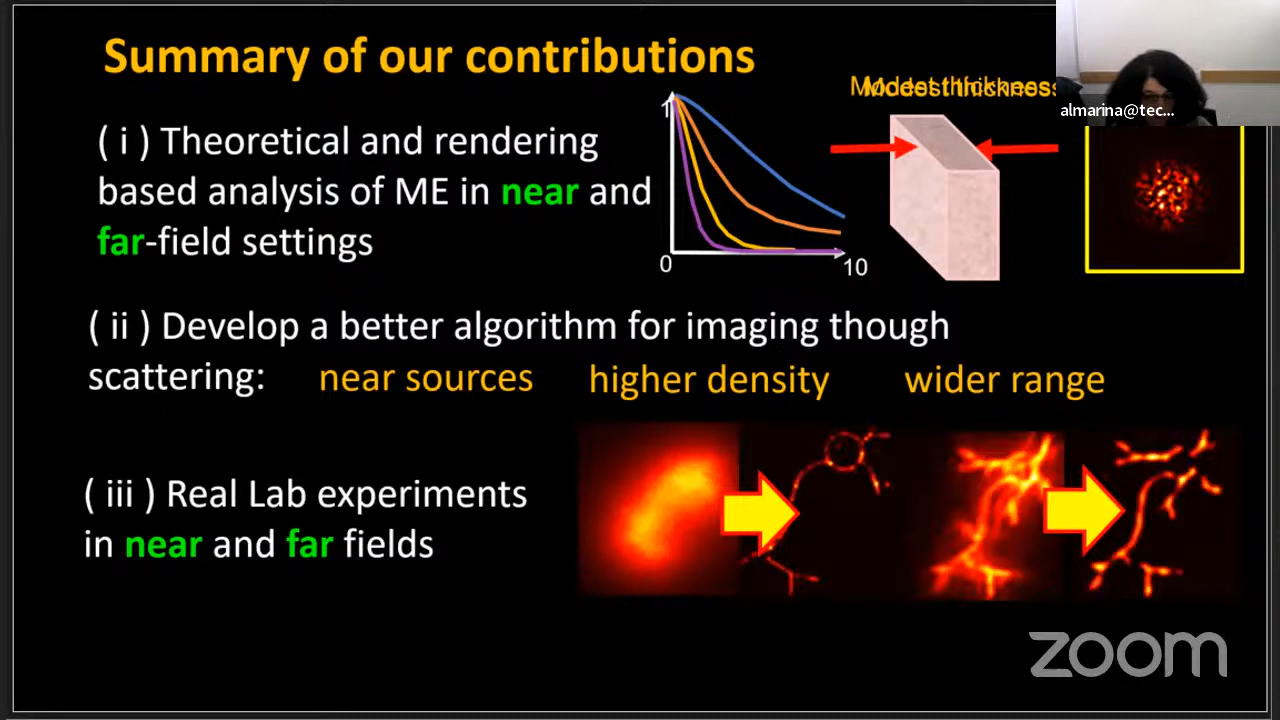 Summary of our contributions
Modest thickness
almarina@tec...
( i ) Theoretical and rendering
based analysis of ME in near and
far-field settings
1
0
10
( ii ) Develop a better algorithm for imaging though
scattering: near sources higher density wider range
( iii ) Real Lab experiments
in near and far fields
zoom